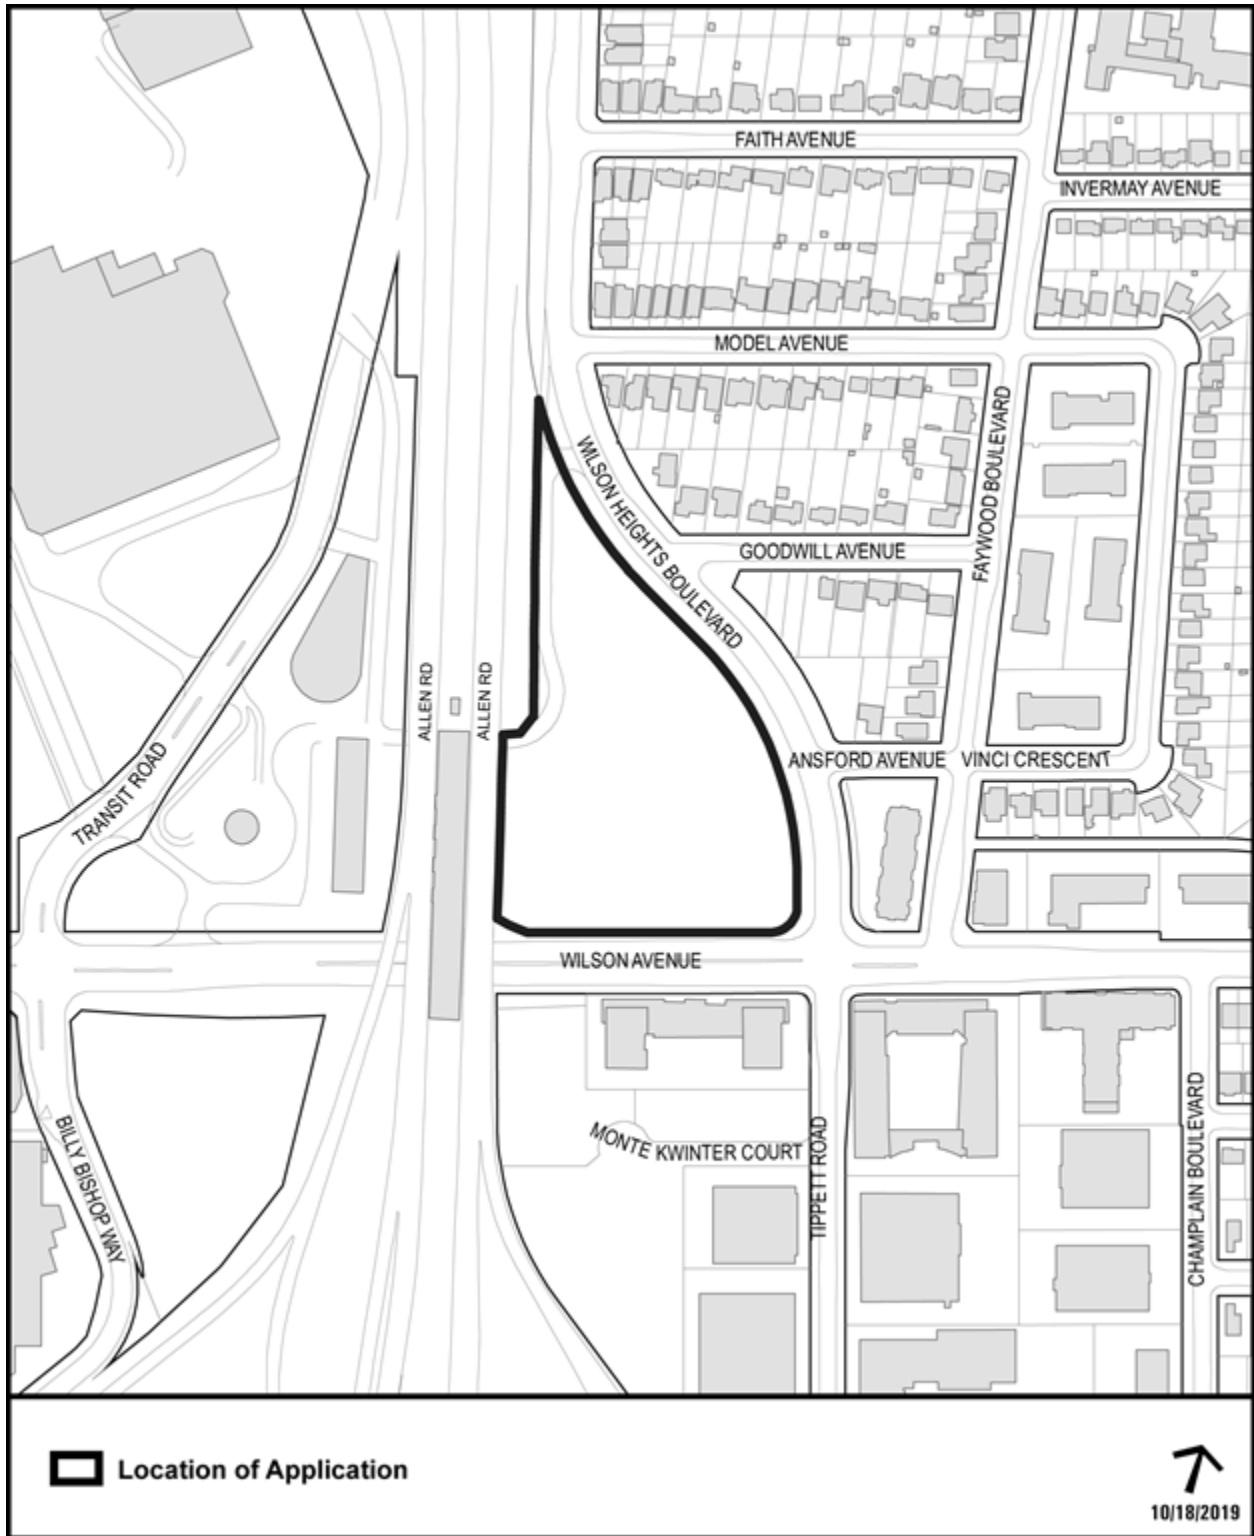 FAITH AVENUE
INVERMAY AVENUE
MODEL AVENUE
WILSON HEIGHTS BOULEVARD
FAYWOOD BOULEVARD
GOODWILL AVENUE
ALLEN RD
ALLEN RD
TRANSIT ROAD
ANSFORD AVENUE
VINCI CRESCENT
WILSON AVENUE
BILLY BISHOP WAY
MONTE KWINTER COURT
TIPPETT ROAD
CHAMPLAIN BOULEVARD
Location of Application
10/18/2019